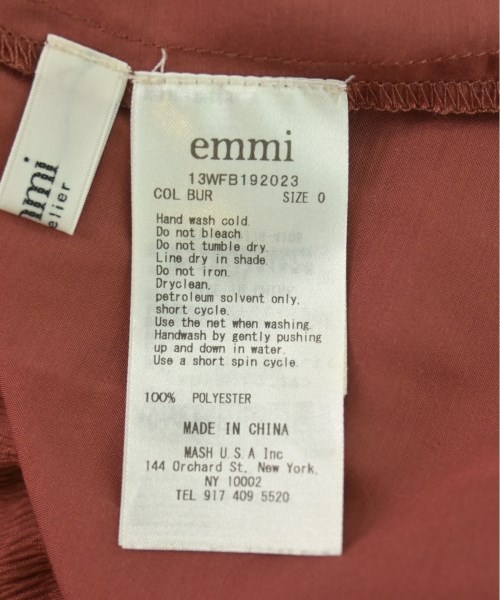 mmi
elier
emmi
13WFB192023
COL BUR SIZE 0
Hand wash cold.
Do not bleach.
Do not tumble dry.
Line dry in shade.
Do not iron.
Dryclean.
petroleum solvent only.
short cycle.
Use the net when washing.
Handwash by gently pushing
up and down in water.
Use a short spin cycle.
100% POLYESTER
MADE IN CHINA
MASH U.S.A Inc
144 Orchard St, New York,
NY 10002
TEL 917 409 5520